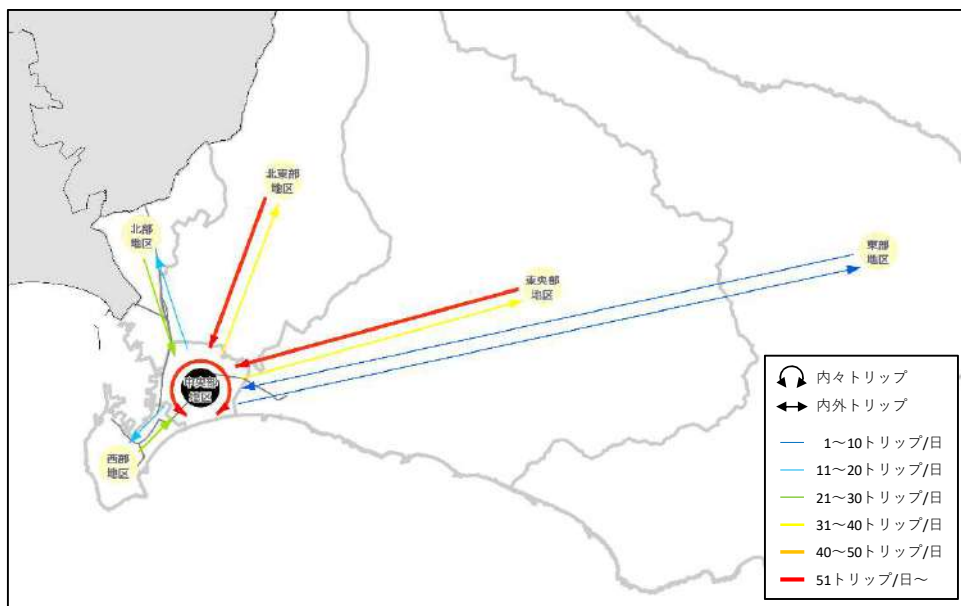 北東部
地区
北部
地区
東部
地区
東央部
地区
中央部
地区
西部
地区
内々トリップ
内外トリップ
1~10トリップ/日
11~20トリップ/日
21~30トリップ/日
31~40トリップ/日
40~50トリップ/日
51トリップ/日~